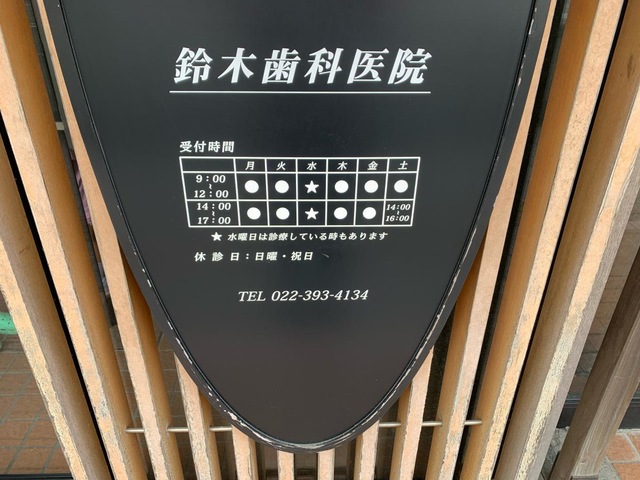 鈴木歯科医院
受付時間
月 火 水 木 金 土
9:00~12:00 ● ● ★ ● ● ●
14:00~17:00 ● ● ★ ● ● 14:00~16:00
★ 水曜日は診療している時もあります
休診日:日曜・祝日
TEL 022-393-4134